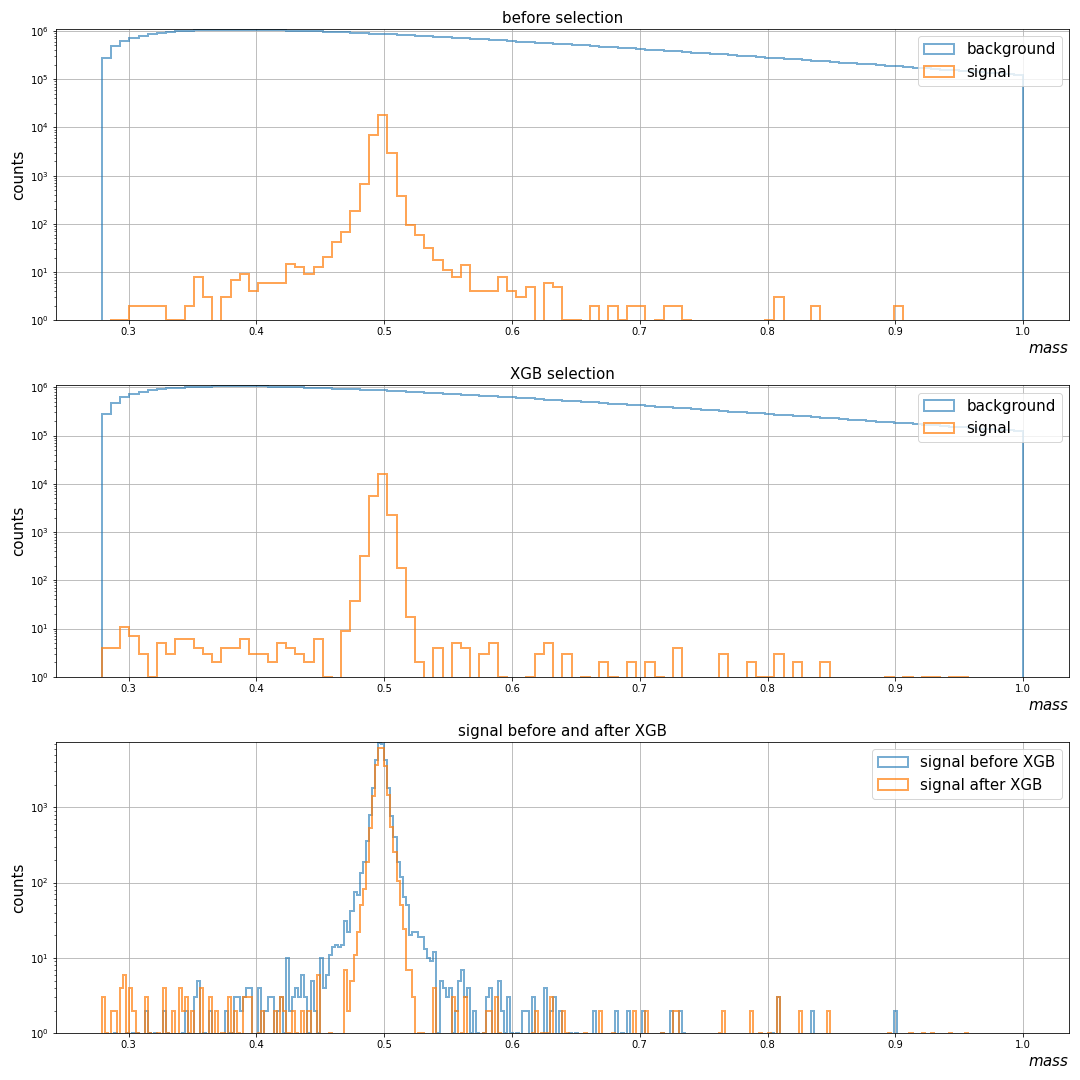 before selection
counts
10⁶
10⁵
10⁴
10³
10²
10¹
10⁰
background
signal
0.3 0.4 0.5 0.6 0.7 0.8 0.9 1.0
mass
XGB selection
counts
10⁶
10⁵
10⁴
10³
10²
10¹
10⁰
background
signal
0.3 0.4 0.5 0.6 0.7 0.8 0.9 1.0
mass
signal before and after XGB
counts
10³
10²
10¹
10⁰
signal before XGB
signal after XGB
0.3 0.4 0.5 0.6 0.7 0.8 0.9 1.0
mass